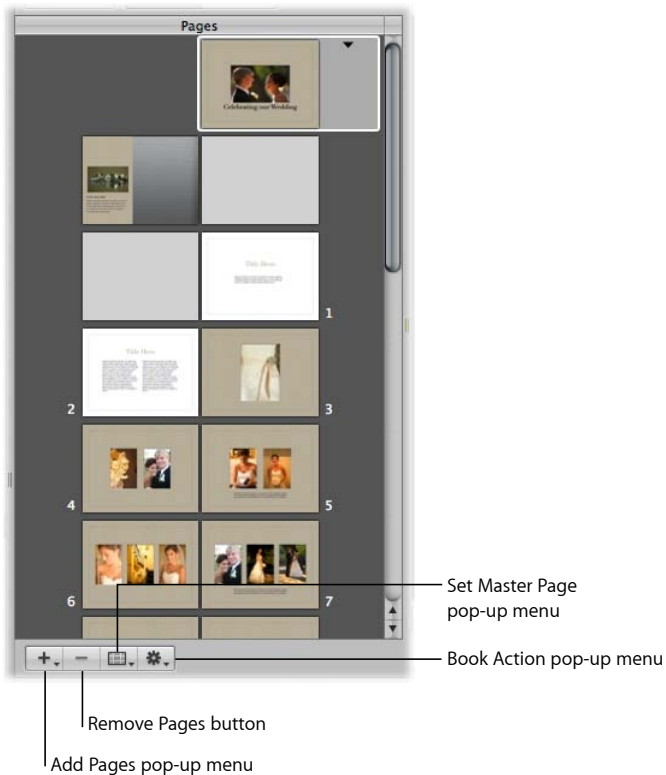 Pages
Celebrating our Wedding
1
Title Here
Title Here
2
3
4
5
6
7
Set Master Page
pop-up menu
Book Action pop-up menu
Remove Pages button
Add Pages pop-up menu